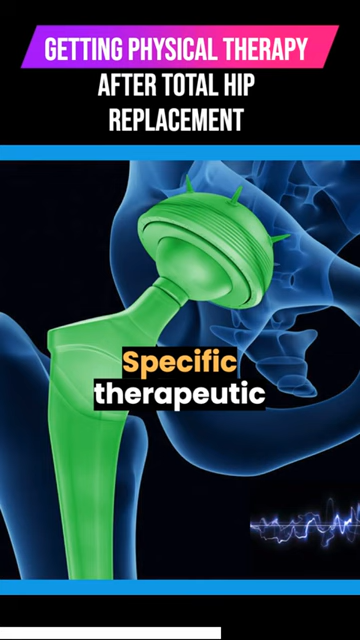 GETTING PHYSICAL THERAPY
AFTER TOTAL HIP
REPLACEMENT
Specific
therapeutic